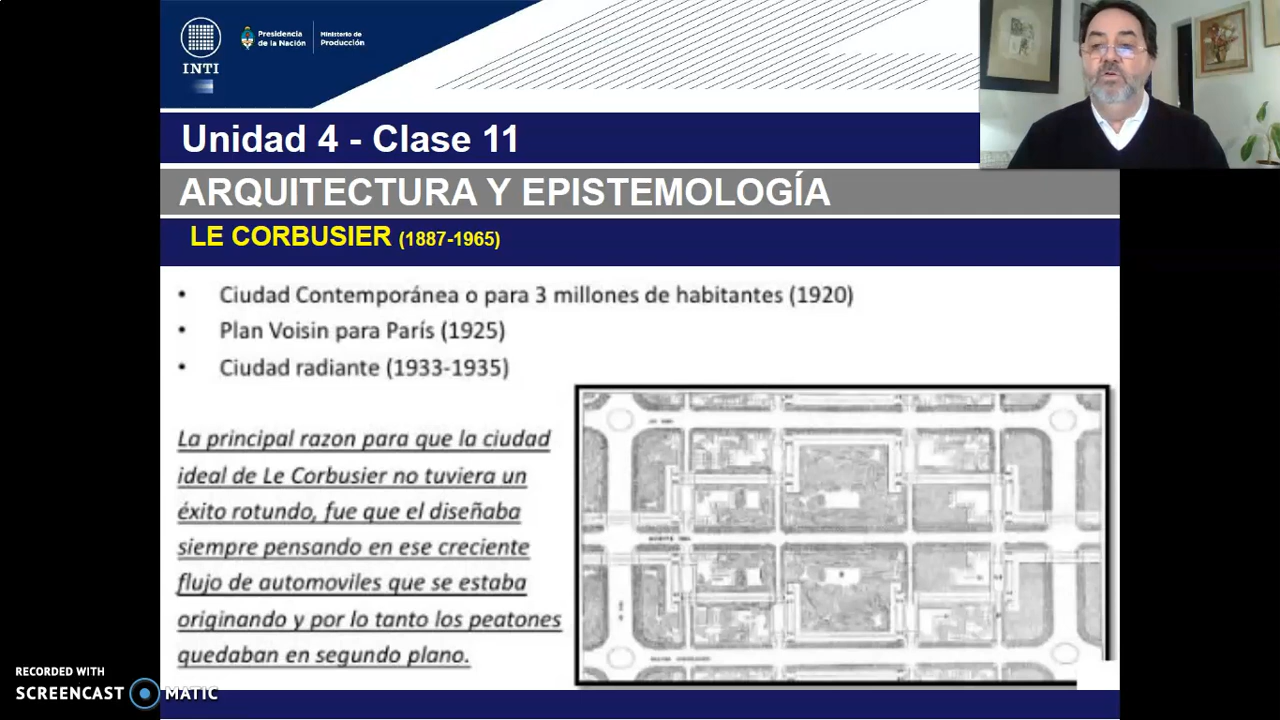 INTI
Presidencia
de la Nación
Ministerio de
Producción
Unidad 4 - Clase 11
ARQUITECTURA Y EPISTEMOLOGÍA
LE CORBUSIER (1887-1965)
• Ciudad Contemporánea o para 3 millones de habitantes (1920)
• Plan Voisin para París (1925)
• Ciudad radiante (1933-1935)
La principal razon para que la ciudad
ideal de Le Corbusier no tuviera un
éxito rotundo, fue que el diseñaba
siempre pensando en ese creciente
flujo de automoviles que se estaba
originando y por lo tanto los peatones
quedaban en segundo plano.
RECORDED WITH
SCREENCAST MATIC